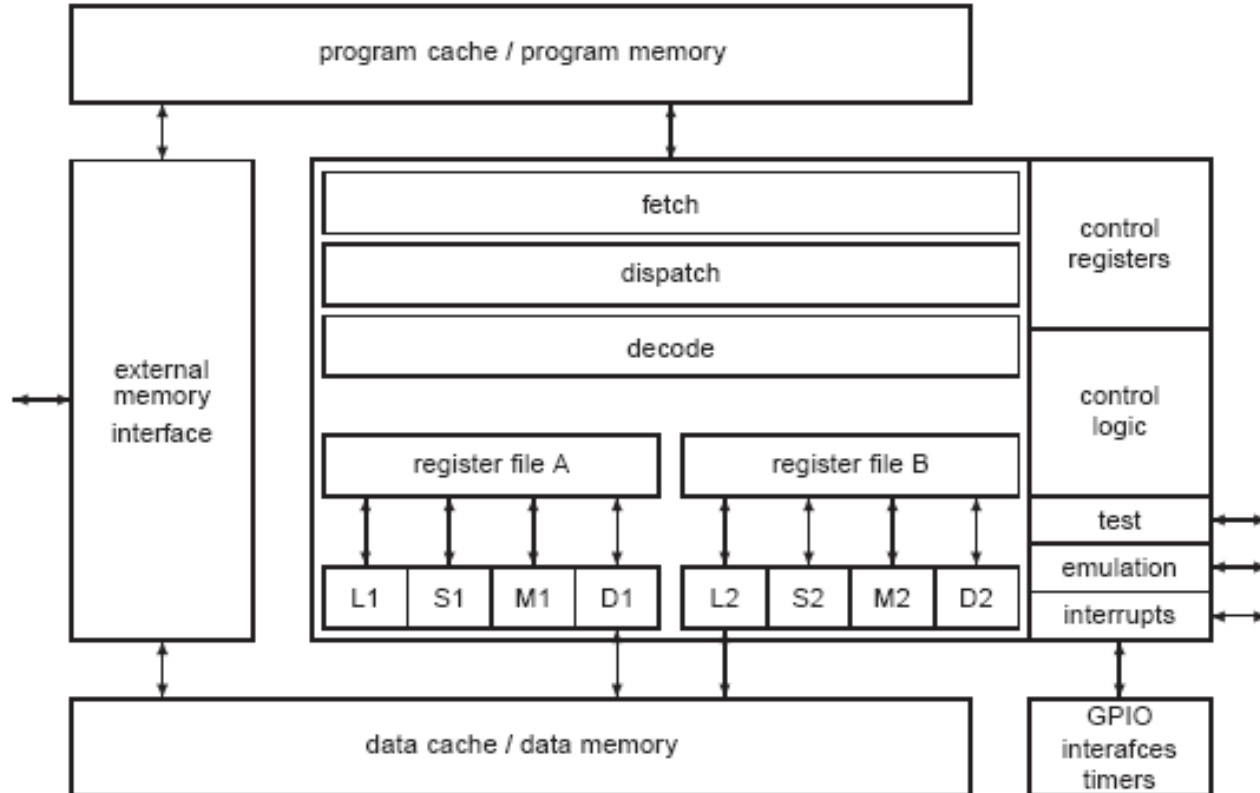 program cache / program memory
fetch
control
registers
dispatch
decode
external
memory
interface
control
logic
register file A
register file B
test
L1 S1 M1 D1 L2 S2 M2 D2
emulation
interrupts
data cache / data memory
GPIO
interafces
timers